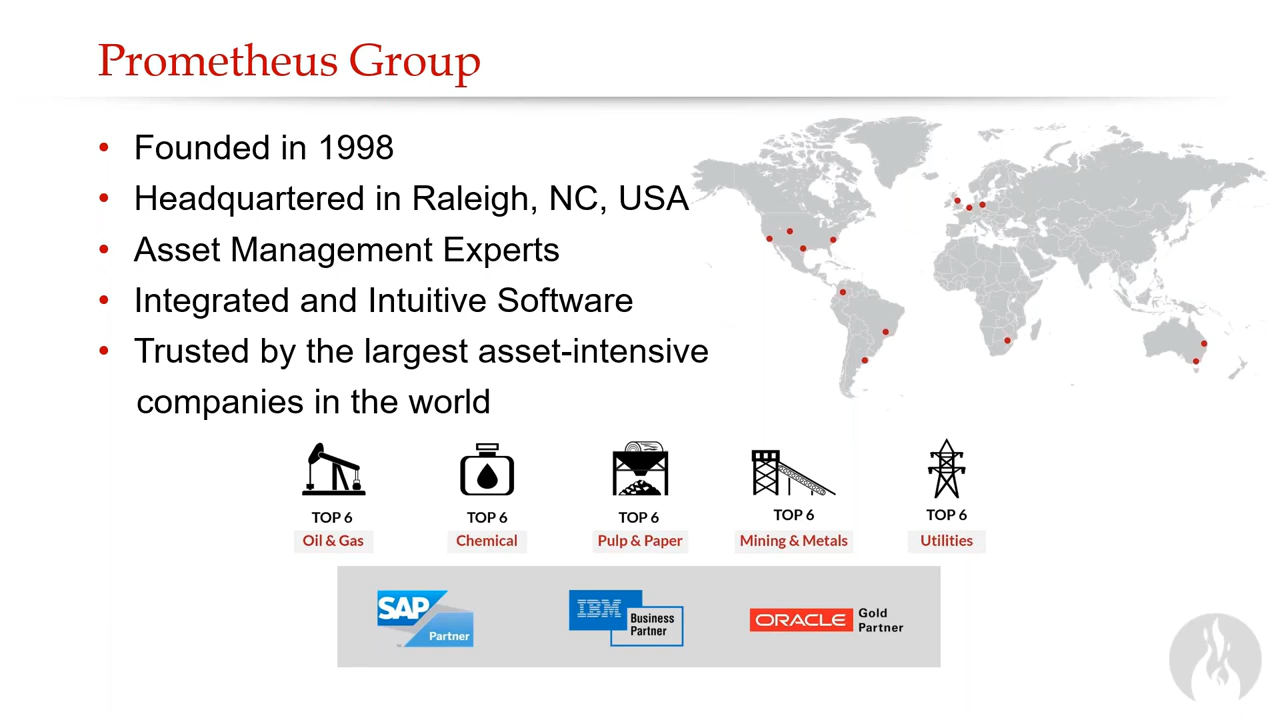 Prometheus Group
• Founded in 1998
• Headquartered in Raleigh, NC, USA
• Asset Management Experts
• Integrated and Intuitive Software
• Trusted by the largest asset-intensive
companies in the world
TOP 6
Oil & Gas
TOP 6
Chemical
TOP 6
Pulp & Paper
TOP 6
Mining & Metals
TOP 6
Utilities
SAP
Partner
IBM
Business
Partner
ORACLE
Gold
Partner